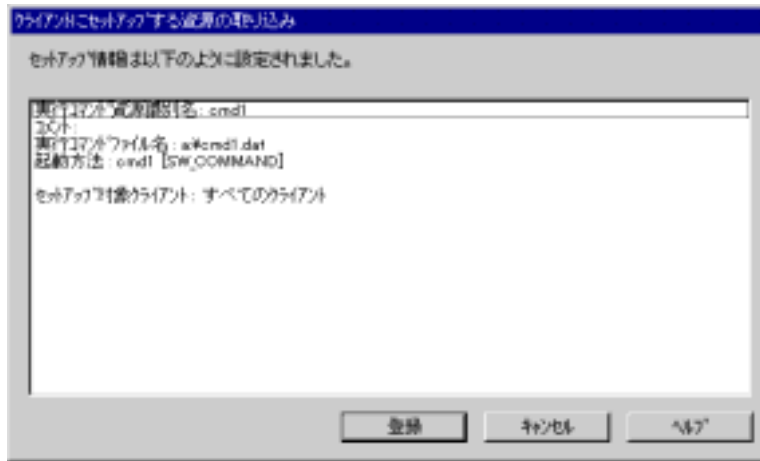 クライアントにセットアップする資源の取り込み
セットアップ情報は以下のように設定されました。
実行コマンド資源識別名 : cmd1
コメント :
実行コマンドファイル名 : a¥cmd1.dat
起動方法 : cmd1 [SW_COMMAND]
セットアップ対象クライアント : すべてのクライアント
登録
キャンセル
ヘルプ